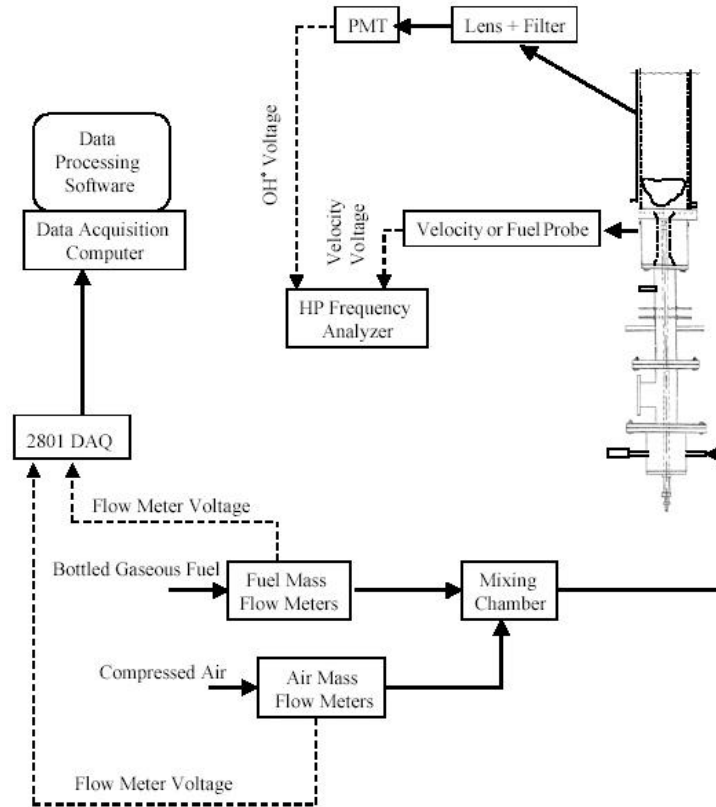 PMT
Lens + Filter
Data
Processing
Software
Data Acquisition
Computer
OH* Voltage
Velocity
Voltage
Velocity or Fuel Probe
HP Frequency
Analyzer
2801 DAQ
Flow Meter Voltage
Bottled Gaseous Fuel
Fuel Mass
Flow Meters
Mixing
Chamber
Compressed Air
Air Mass
Flow Meters
Flow Meter Voltage